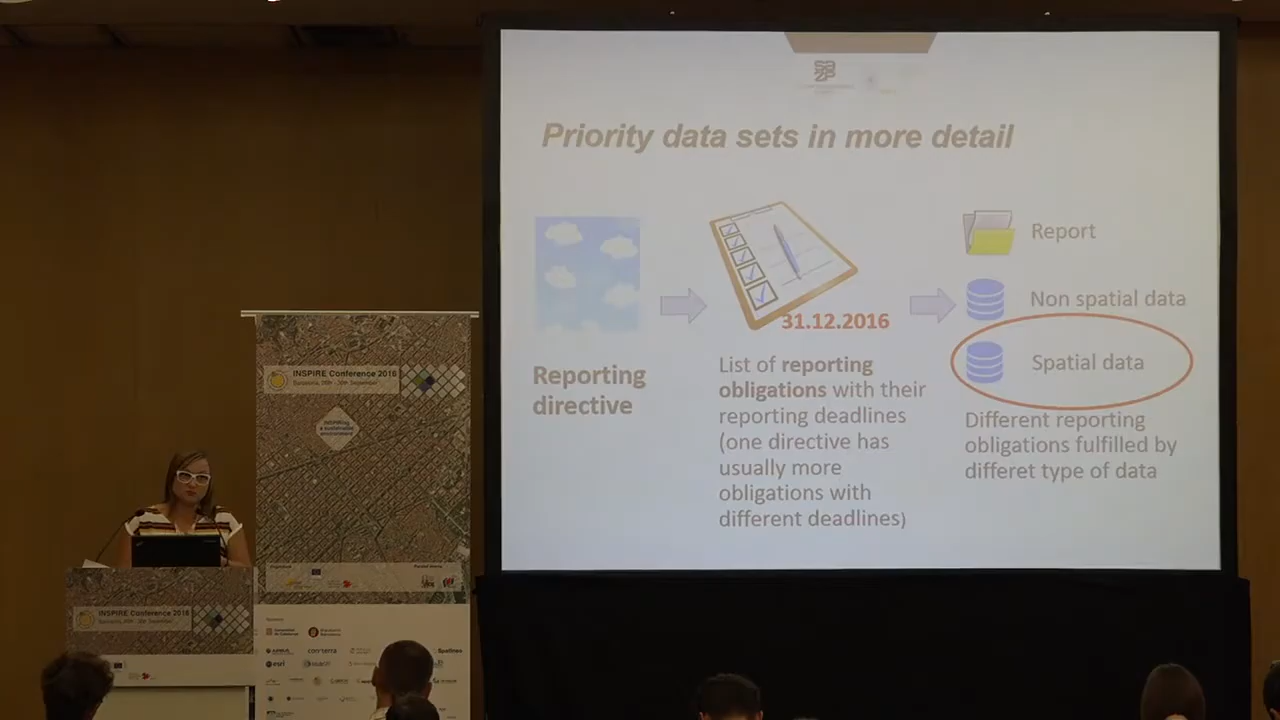 Priority data sets in more detail
Reporting
directive
31.12.2016
List of reporting
obligations with their
reporting deadlines
(one directive has
usually more
obligations with
different deadlines)
Report
Non spatial data
Spatial data
Different reporting
obligations fulfilled by
differet type of data
INSPIRE Conference 2016
INSPIRE Conference 2016
esri